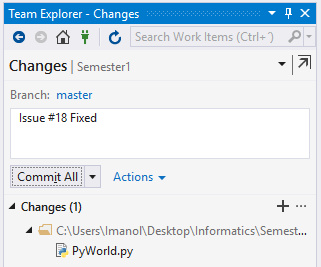 Team Explorer - Changes
Search Work Items (Ctrl+´)
Changes | Semester1
Branch: master
Issue #18 Fixed
Commit All Actions
Changes (1)
C:\Users\Imanol\Desktop\Informatics\Semest...
PyWorld.py